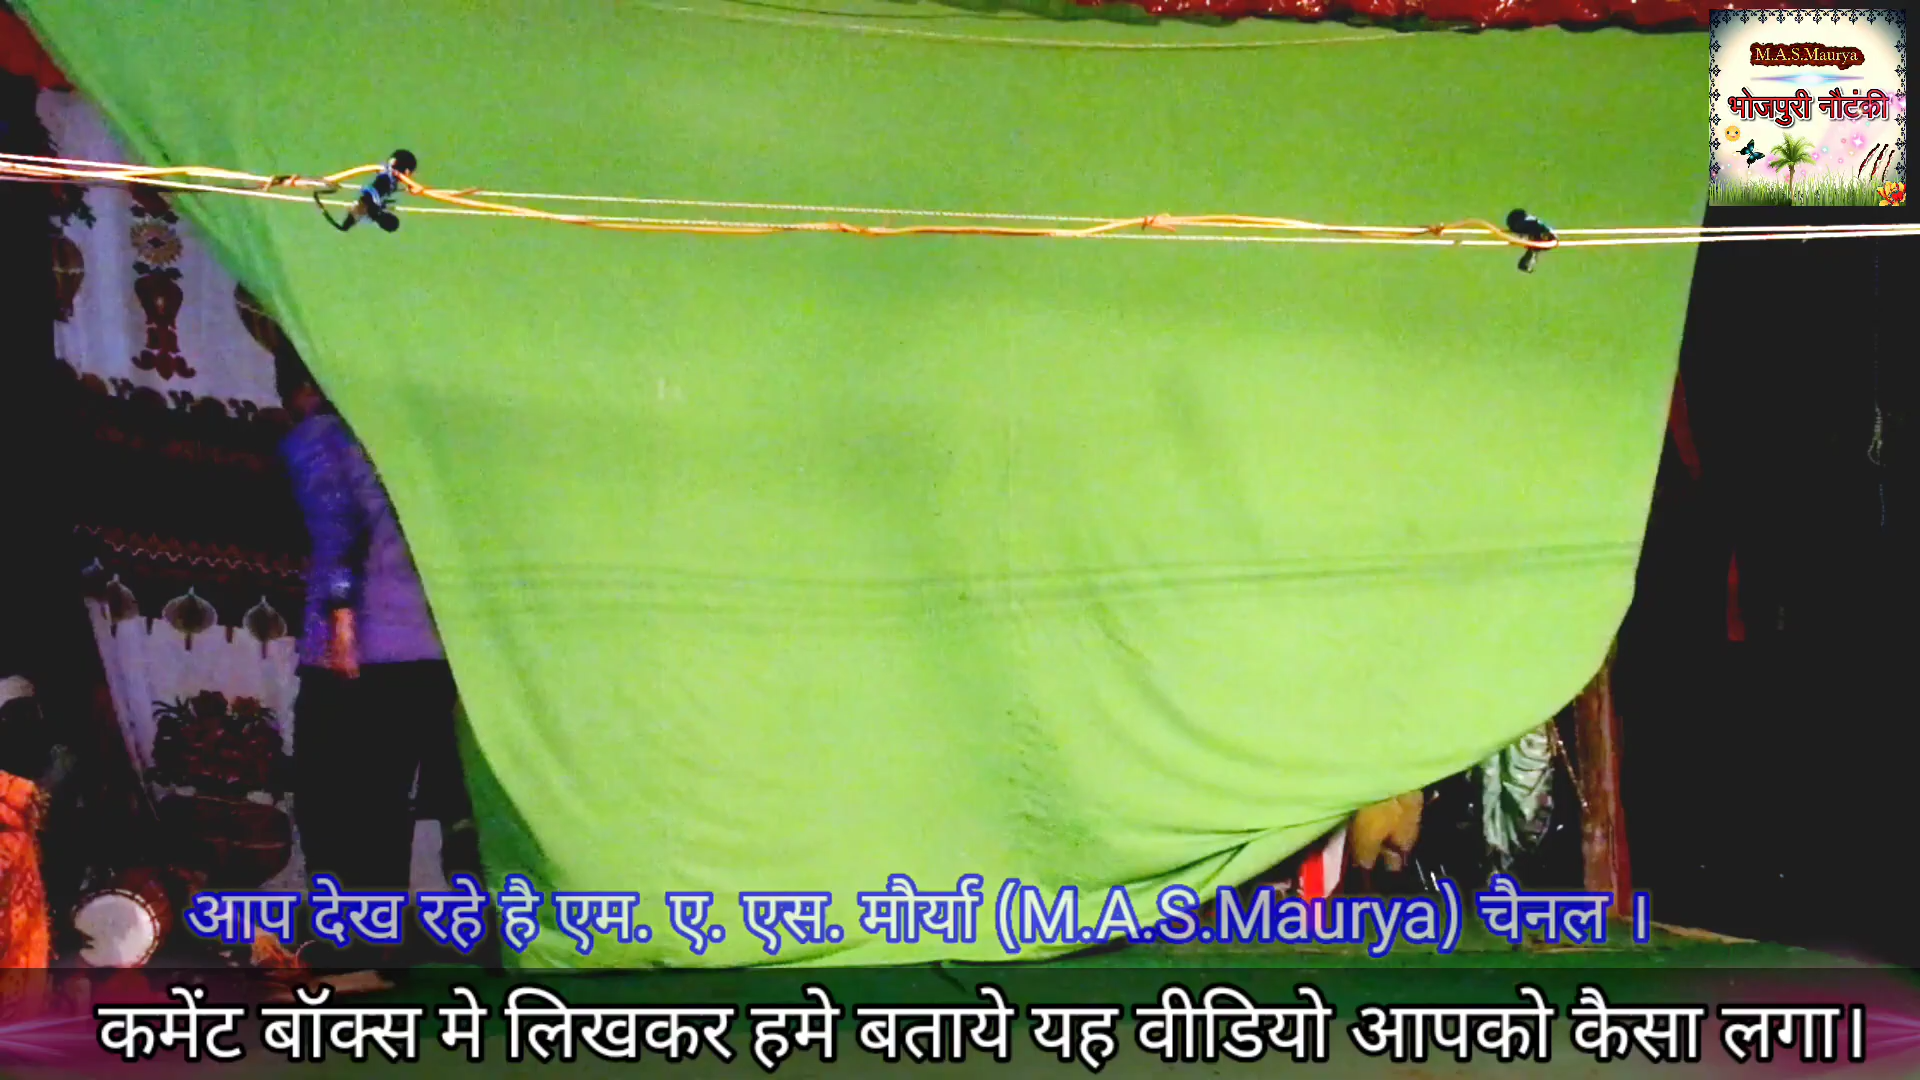 M.A.S.Maurya
भोजपुरी नौटंकी
आप देख रहे है एम. ए. एस. मौर्या (M.A.S.Maurya) चैनल ।
कमेंट बॉक्स मे लिखकर हमे बताये यह वीडियो आपको कैसा लगा।